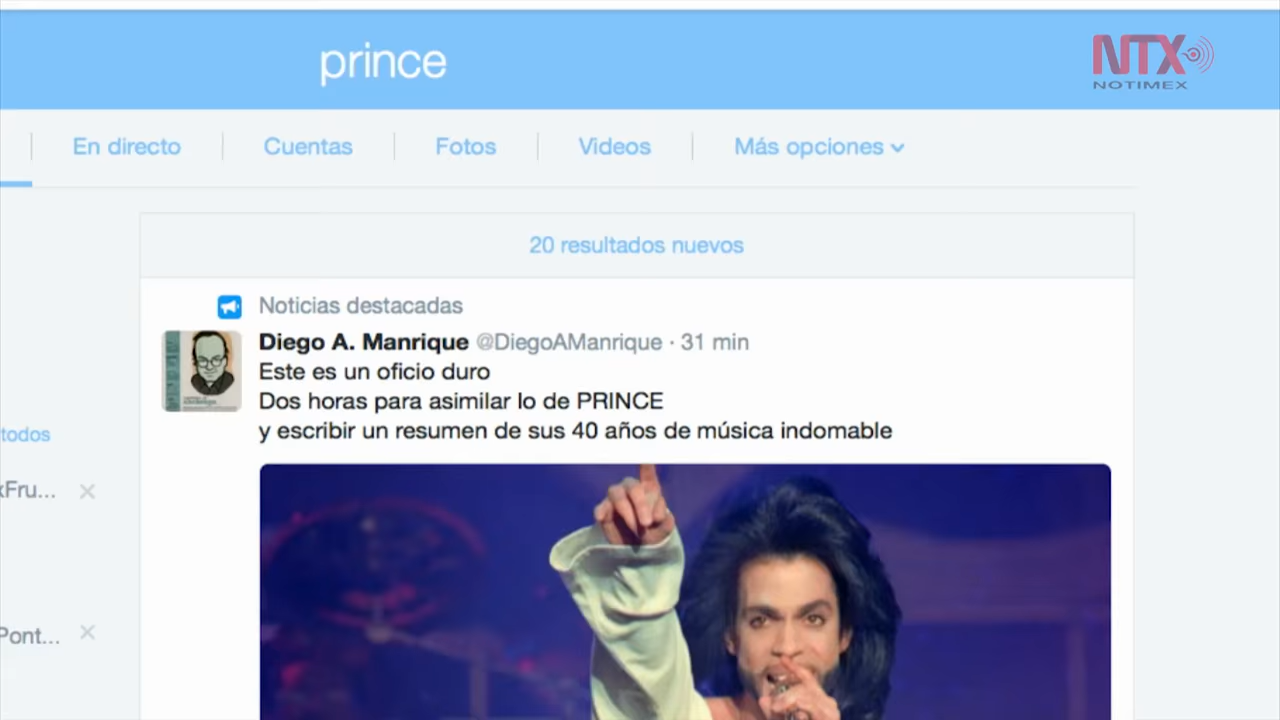 prince
NTX
NOTIMEX
En directo
Cuentas
Fotos
Videos
Más opciones
20 resultados nuevos
Noticias destacadas
Diego A. Manrique @DiegoAManrique · 31 min
Este es un oficio duro
Dos horas para asimilar lo de PRINCE
y escribir un resumen de sus 40 años de música indomable
todos
xFru...
Pont...